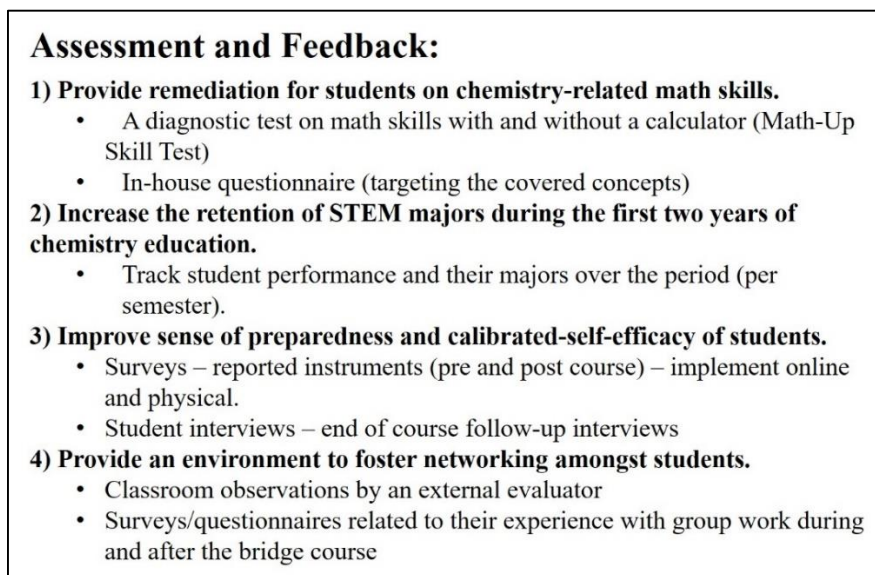 Assessment and Feedback:
1) Provide remediation for students on chemistry-related math skills.
• A diagnostic test on math skills with and without a calculator (Math-Up
Skill Test)
• In-house questionnaire (targeting the covered concepts)
2) Increase the retention of STEM majors during the first two years of
chemistry education.
• Track student performance and their majors over the period (per
semester).
3) Improve sense of preparedness and calibrated-self-efficacy of students.
• Surveys – reported instruments (pre and post course) – implement online
and physical.
• Student interviews – end of course follow-up interviews
4) Provide an environment to foster networking amongst students.
• Classroom observations by an external evaluator
• Surveys/questionnaires related to their experience with group work during
and after the bridge course